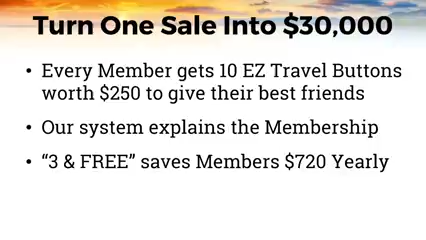 Turn One Sale Into $30,000
• Every Member gets 10 EZ Travel Buttons
worth $250 to give their best friends
• Our system explains the Membership
• “3 & FREE” saves Members $720 Yearly